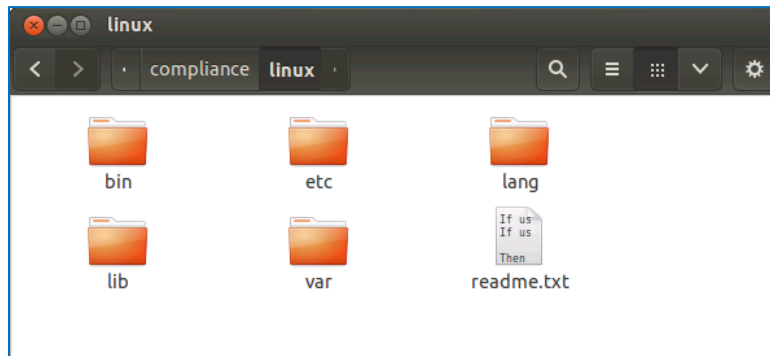 linux
compliance linux
bin etc lang
If us
If us
Then
lib var readme.txt